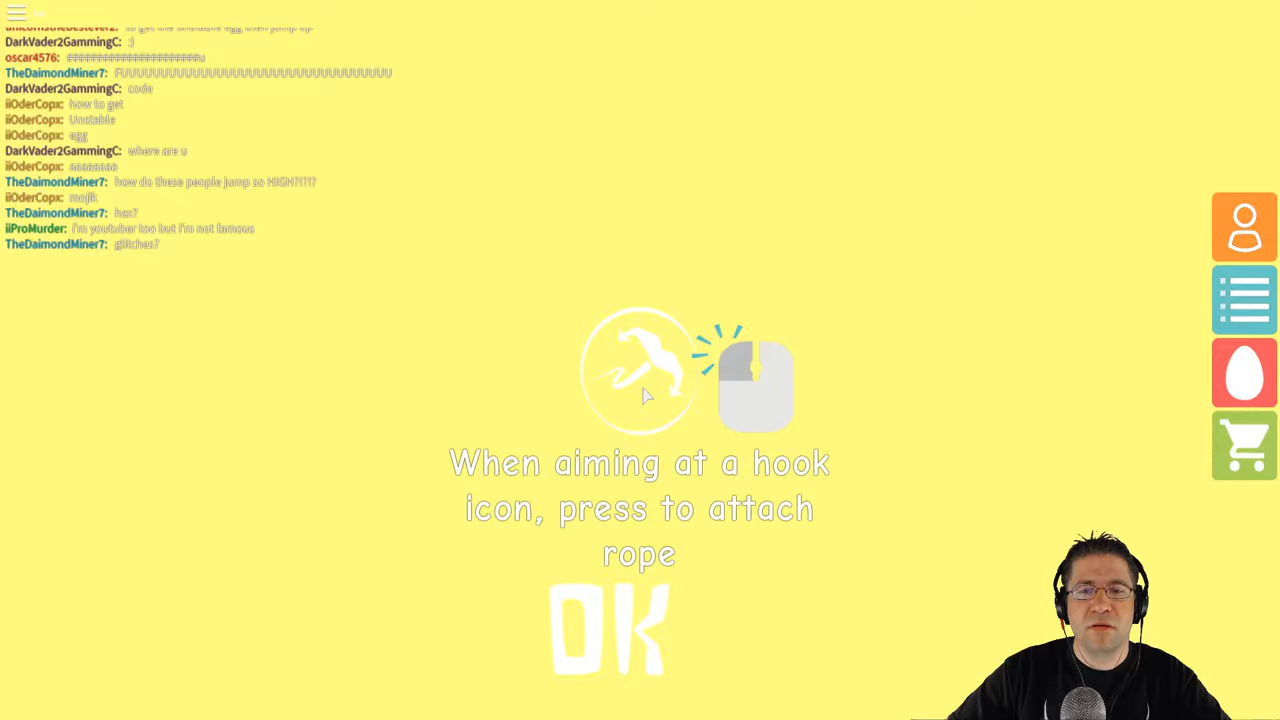 DarkVader2GammingC: :)
oscar4576:
TheDaimondMiner7:
DarkVader2GammingC: code
iiOderCopx: how to get
iiOderCopx: Unstable
iiOderCopx: egg
DarkVader2GammingC: where are u
iiOderCopx: aaaaaaaa
TheDaimondMiner7: how do these people jump so HIGH?!?!?
iiOderCopx: mojik
TheDaimondMiner7: hax?
iiProMurder: i'm youtuber too but i'm not famous
TheDaimondMiner7: glitches?
When aiming at a hook
icon, press to attach
rope
OK